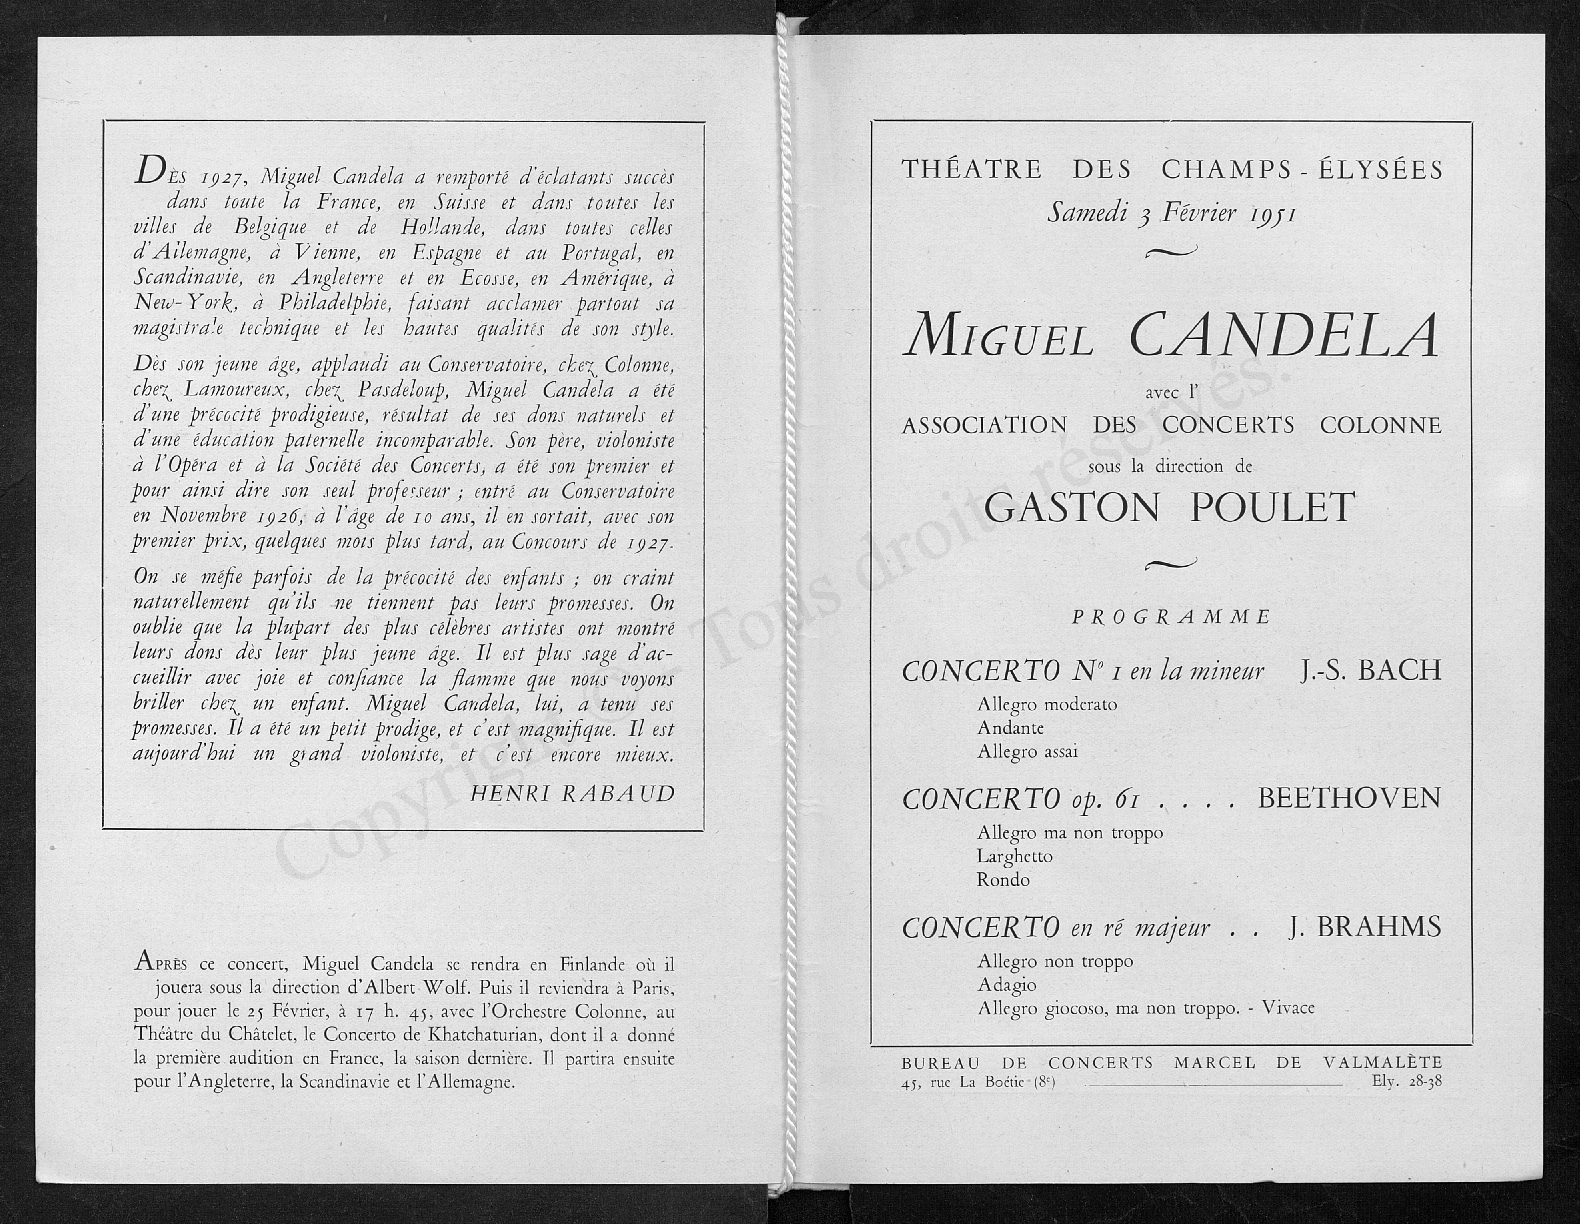 DÈS 1927, Miguel Candela a remporté d'éclatants succès
dans toute la France, en Suisse et dans toutes les
villes de Belgique et de Hollande, dans toutes celles
d'Allemagne, à Vienne, en Espagne et au Portugal, en
Scandinavie, en Angleterre et en Ecosse, en Amérique, à
New-York, à Philadelphie, faisant acclamer partout sa
magistrale technique et les hautes qualités de son style.
Dès son jeune âge, applaudi au Conservatoire, chez Colonne,
chez Lamoureux, chez Pasdeloup, Miguel Candela a été
d'une précocité prodigieuse, résultat de ses dons naturels et
d'une éducation paternelle incomparable. Son père, violoniste
à l'Opéra et à la Société des Concerts, a été son premier et
pour ainsi dire son seul professeur ; entré au Conservatoire
en Novembre 1926, à l'âge de 10 ans, il en sortait, avec son
premier prix, quelques mois plus tard, au Concours de 1927.
On se méfie parfois de la précocité des enfants ; on craint
naturellement qu'ils ne tiennent pas leurs promesses. On
oublie que la plupart des plus célèbres artistes ont montré
leurs dons dès leur plus jeune âge. Il est plus sage d'ac-
cueillir avec joie et confiance la flamme que nous voyons
briller chez un enfant. Miguel Candela, lui, a tenu ses
promesses. Il a été un petit prodige, et c'est magnifique. Il est
aujourd'hui un grand violoniste, et c'est encore mieux.
HENRI RABAUD
APRÈS ce concert, Miguel Candela se rendra en Finlande où il
jouera sous la direction d'Albert Wolf. Puis il reviendra à Paris,
pour jouer le 25 Février, à 17 h. 45, avec l'Orchestre Colonne, au
Théâtre du Châtelet, le Concerto de Khatchaturian, dont il a donné
la première audition en France, la saison dernière. Il partira ensuite
pour l'Angleterre, la Scandinavie et l'Allemagne.
THÉATRE DES CHAMPS-ÉLYSÉES
Samedi 3 Février 1951
MIGUEL CANDELA
avec l'
ASSOCIATION DES CONCERTS COLONNE
sous la direction de
GASTON POULET
PROGRAMME
CONCERTO N° 1 en la mineur J.-S. BACH
Allegro moderato
Andante
Allegro assai
CONCERTO op. 61 . . . . BEETHOVEN
Allegro ma non troppo
Larghetto
Rondo
CONCERTO en ré majeur . . J. BRAHMS
Allegro non troppo
Adagio
Allegro giocoso, ma non troppo. - Vivace
BUREAU DE CONCERTS MARCEL DE VALMALÈTE
45, rue La Boétie (8e) Ely. 28-38
Copyright © - Tous droits réservés.